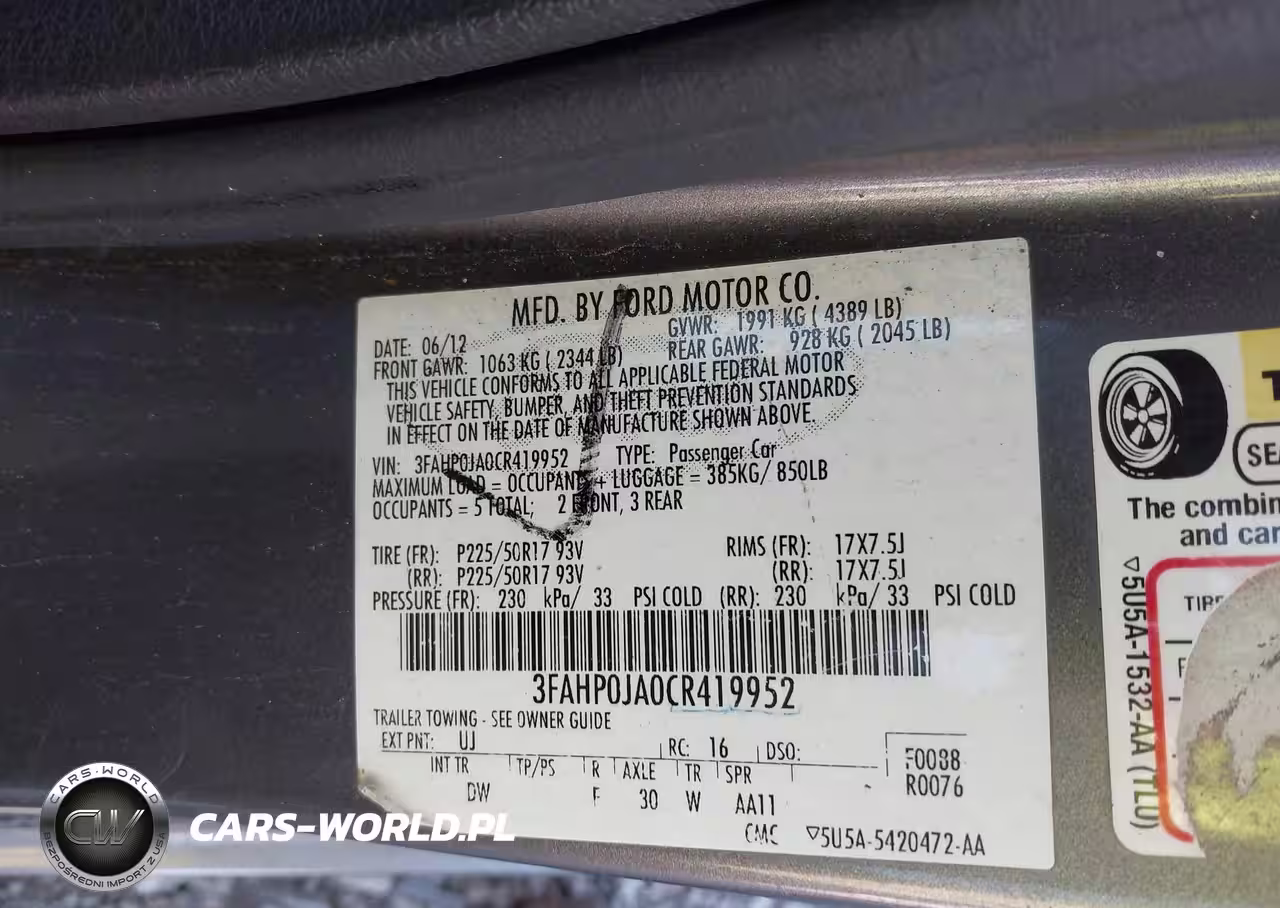 MFD. BY FORD MOTOR CO.
DATE: 06/12 GVWR: 1991 KG ( 4389 LB)
FRONT GAWR: 1063 KG ( 2344 LB) REAR GAWR: 928 KG ( 2045 LB)
THIS VEHICLE CONFORMS TO ALL APPLICABLE FEDERAL MOTOR
VEHICLE SAFETY, BUMPER, AND THEFT PREVENTION STANDARDS
IN EFFECT ON THE DATE OF MANUFACTURE SHOWN ABOVE.
VIN: 3FAHP0JA0CR419952 TYPE: Passenger Car
MAXIMUM LOAD = OCCUPANTS + LUGGAGE = 385KG/ 850LB
OCCUPANTS = 5 TOTAL; 2 FRONT, 3 REAR
TIRE (FR): P225/50R17 93V RIMS (FR): 17X7.5J
(RR): P225/50R17 93V (RR): 17X7.5J
PRESSURE (FR): 230 kPa/ 33 PSI COLD (RR): 230 kPa/ 33 PSI COLD
3FAHP0JA0CR419952
TRAILER TOWING - SEE OWNER GUIDE
EXT PNT: UJ RC: 16 DSO: F0088
INT TR TP/PS R AXLE TR SPR R0076
DW F 30 W AA11
CMC ▽5U5A-5420472-AA
The combin
and car
▽5U5A-1532-AA (1L0)
CARS-WORLD
CW
BEZPOŚREDNI IMPORT Z USA
CARS-WORLD.PL